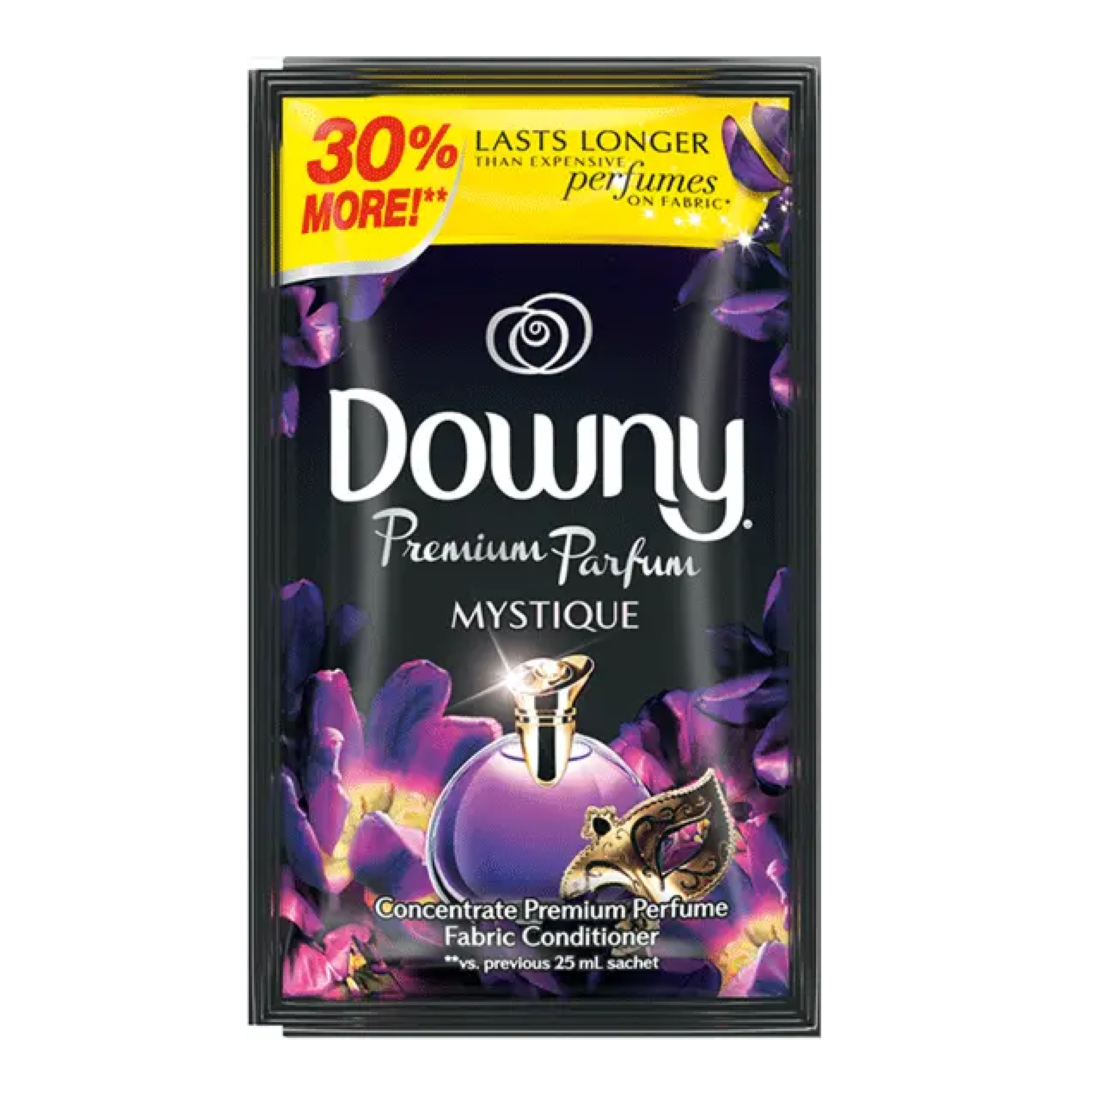 30%
MORE!**
LASTS LONGER
THAN EXPENSIVE
perfumes
ON FABRIC*
Downy.
Premium Parfum
MYSTIQUE
Concentrate Premium Perfume
Fabric Conditioner
**vs. previous 25 mL sachet